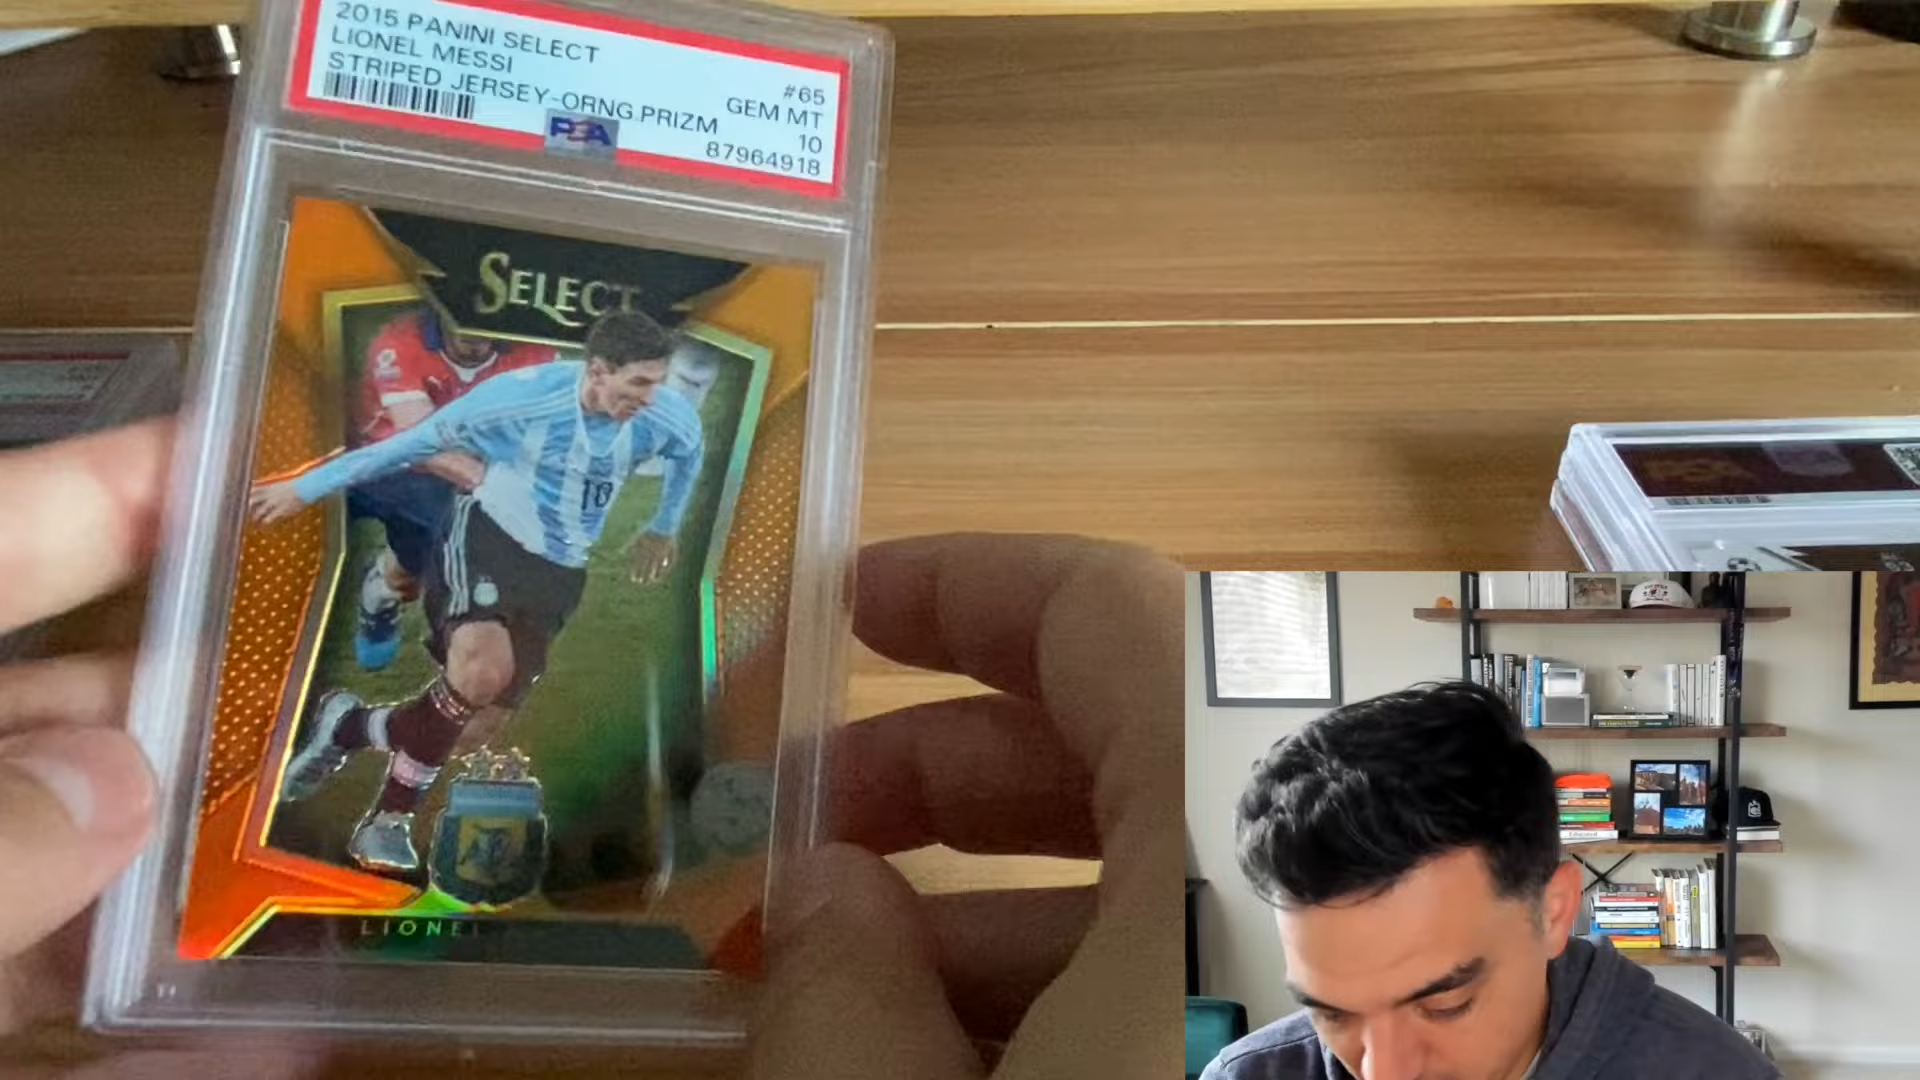 2015 PANINI SELECT
LIONEL MESSI
STRIPED JERSEY-ORNG.PRIZM
#65
GEM MT
10
87964918
PSA
SELECT
10
LIONEL